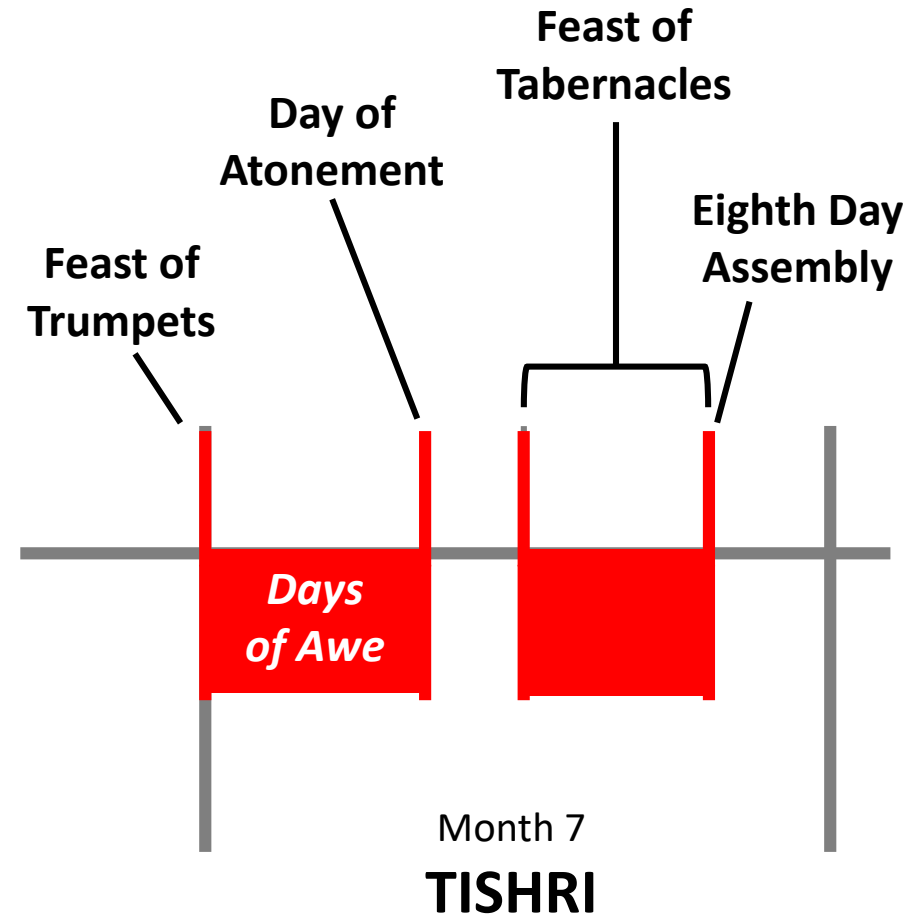 Feast of
Tabernacles
Day of
Atonement
Eighth Day
Assembly
Feast of
Trumpets
Days
of Awe
Month 7
TISHRI